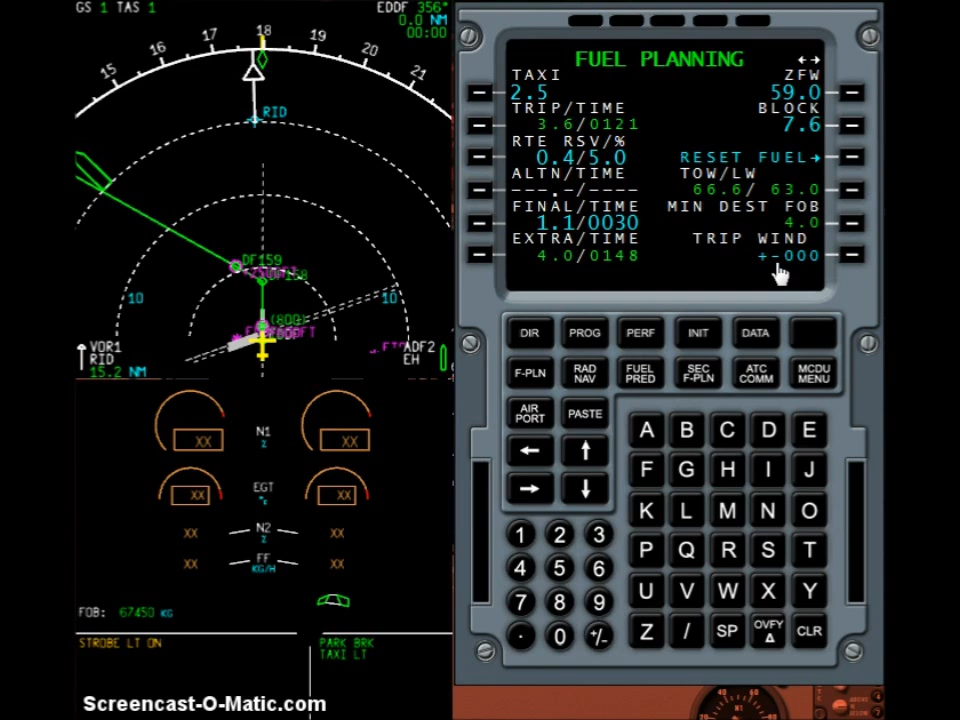 GS 1 TAS 1
EDDF 356°
0.0 NM
00:00
15 16 17 18 19 20 21
RID
DF159
10 10
(800)
VOR1
RID
15.2 NM
ADF2
EH
XX XX
N1
%
XX XX
EGT
°C
XX N2 XX
%
XX FF XX
KG/H
FOB: 67450 KG
STROBE LT ON
PARK BRK
TAXI LT
Screencast-O-Matic.com
FUEL PLANNING
TAXI ZFW
2.5 59.0
TRIP/TIME BLOCK
3.6/0121 7.6
RTE RSV/%
0.4/5.0 RESET FUEL→
ALTN/TIME TOW/LW
---.-/---- 66.6/ 63.0
FINAL/TIME MIN DEST FOB
1.1/0030 4.0
EXTRA/TIME TRIP WIND
4.0/0148 +-000
DIR PROG PERF INIT DATA
F-PLN RAD NAV FUEL PRED SEC F-PLN ATC COMM MCDU MENU
AIR PORT PASTE
A B C D E
F G H I J
K L M N O
1 2 3 P Q R S T
4 5 6
7 8 9 U V W X Y
. 0 +/- Z / SP OVFY Δ CLR